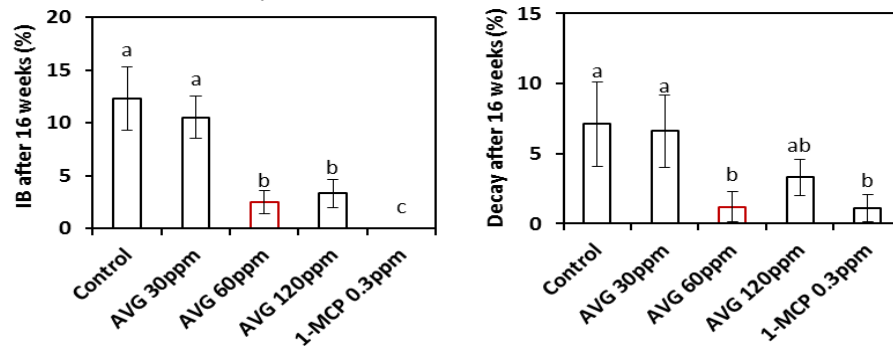 IB after 16 weeks (%)
20
15
10
5
0
a
a
b
b
c
Control
AVG 30ppm
AVG 60ppm
AVG 120ppm
1-MCP 0.3ppm
Decay after 16 weeks (%)
15
10
5
0
a
a
b
ab
b
Control
AVG 30ppm
AVG 60ppm
AVG 120ppm
1-MCP 0.3ppm